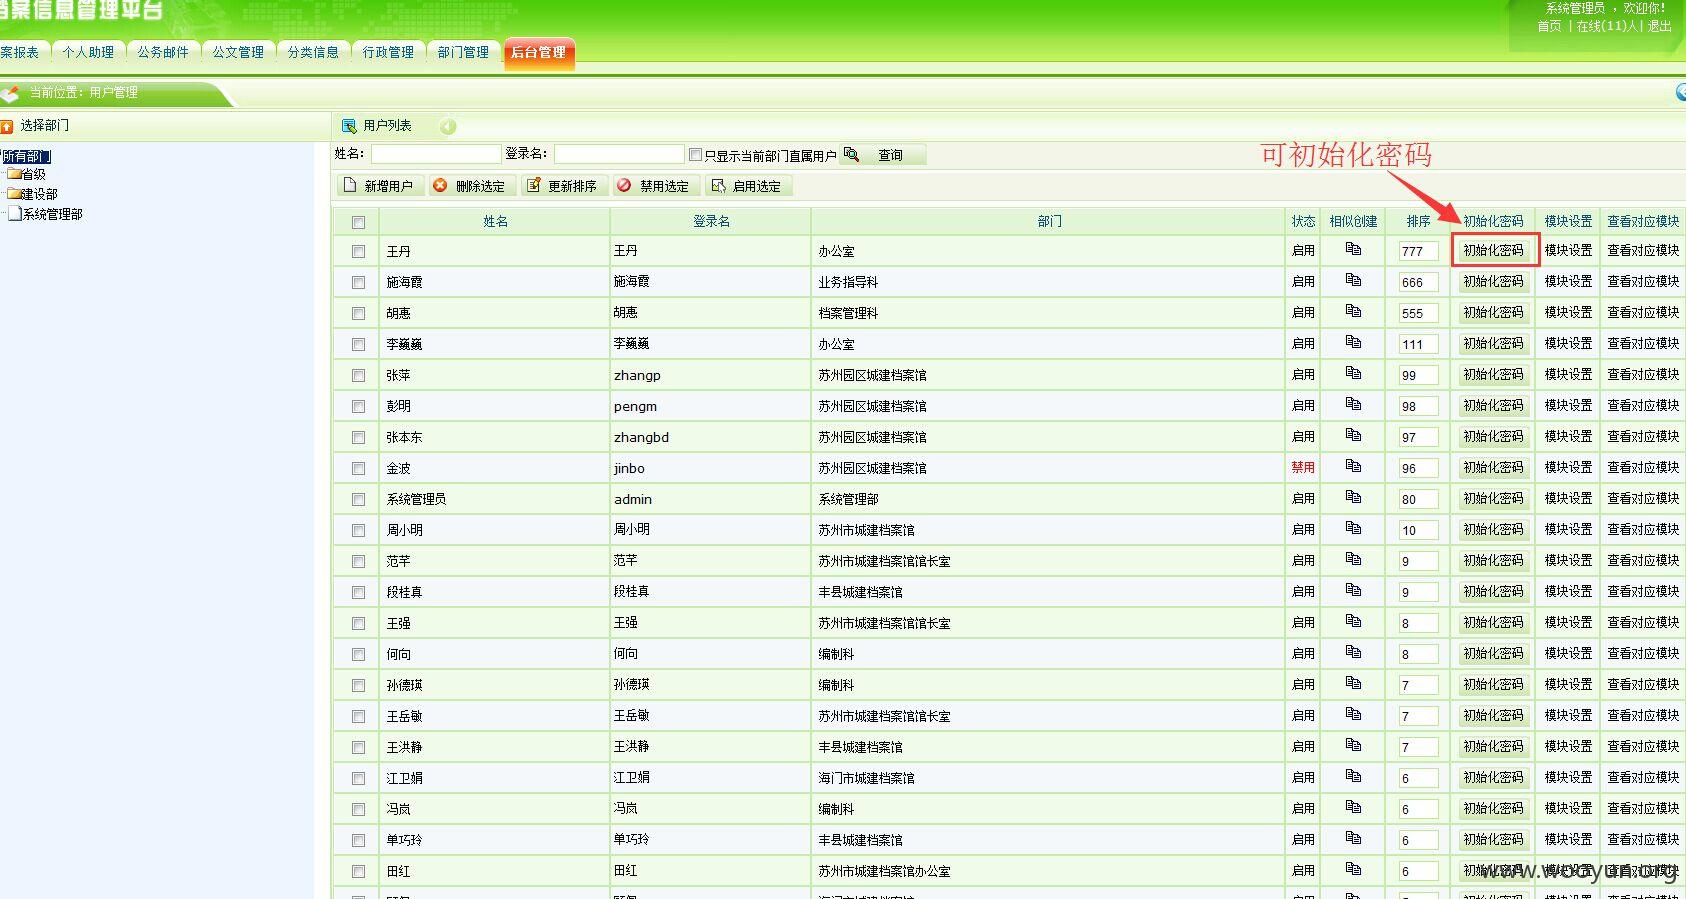 档案信息管理平台
系统管理员 ，欢迎你!
首页 | 在线(11)人| 退出
案报表 个人助理 公务邮件 公文管理 分类信息 行政管理 部门管理 后台管理
当前位置: 用户管理
选择部门
用户列表
所有部门
省级
建设部
系统管理部
姓名: 登录名: 只显示当前部门直属用户 查询
可初始化密码
新增用户 删除选定 更新排序 禁用选定 启用选定
姓名 登录名 部门 状态 相似创建 排序 初始化密码 模块设置 查看对应模块
王丹 王丹 办公室 启用 777 初始化密码 模块设置 查看对应模块
施海霞 施海霞 业务指导科 启用 666 初始化密码 模块设置 查看对应模块
胡惠 胡惠 档案管理科 启用 555 初始化密码 模块设置 查看对应模块
李巍巍 李巍巍 办公室 启用 111 初始化密码 模块设置 查看对应模块
张萍 zhangp 苏州园区城建档案馆 启用 99 初始化密码 模块设置 查看对应模块
彭明 pengm 苏州园区城建档案馆 启用 98 初始化密码 模块设置 查看对应模块
张本东 zhangbd 苏州园区城建档案馆 启用 97 初始化密码 模块设置 查看对应模块
金波 jinbo 苏州园区城建档案馆 禁用 96 初始化密码 模块设置 查看对应模块
系统管理员 admin 系统管理部 启用 80 初始化密码 模块设置 查看对应模块
周小明 周小明 苏州市城建档案馆 启用 10 初始化密码 模块设置 查看对应模块
范芊 范芊 苏州市城建档案馆馆长室 启用 9 初始化密码 模块设置 查看对应模块
段桂真 段桂真 丰县城建档案馆 启用 9 初始化密码 模块设置 查看对应模块
王强 王强 苏州市城建档案馆馆长室 启用 8 初始化密码 模块设置 查看对应模块
何向 何向 编制科 启用 8 初始化密码 模块设置 查看对应模块
孙德瑛 孙德瑛 编制科 启用 7 初始化密码 模块设置 查看对应模块
王岳敏 王岳敏 苏州市城建档案馆馆长室 启用 7 初始化密码 模块设置 查看对应模块
王洪静 王洪静 丰县城建档案馆 启用 7 初始化密码 模块设置 查看对应模块
江卫娟 江卫娟 海门市城建档案馆 启用 6 初始化密码 模块设置 查看对应模块
冯岚 冯岚 编制科 启用 6 初始化密码 模块设置 查看对应模块
单巧玲 单巧玲 丰县城建档案馆 启用 6 初始化密码 模块设置 查看对应模块
田红 田红 苏州市城建档案馆办公室 启用 6 初始化密码 模块设置 查看对应模块
www.wooyun.org